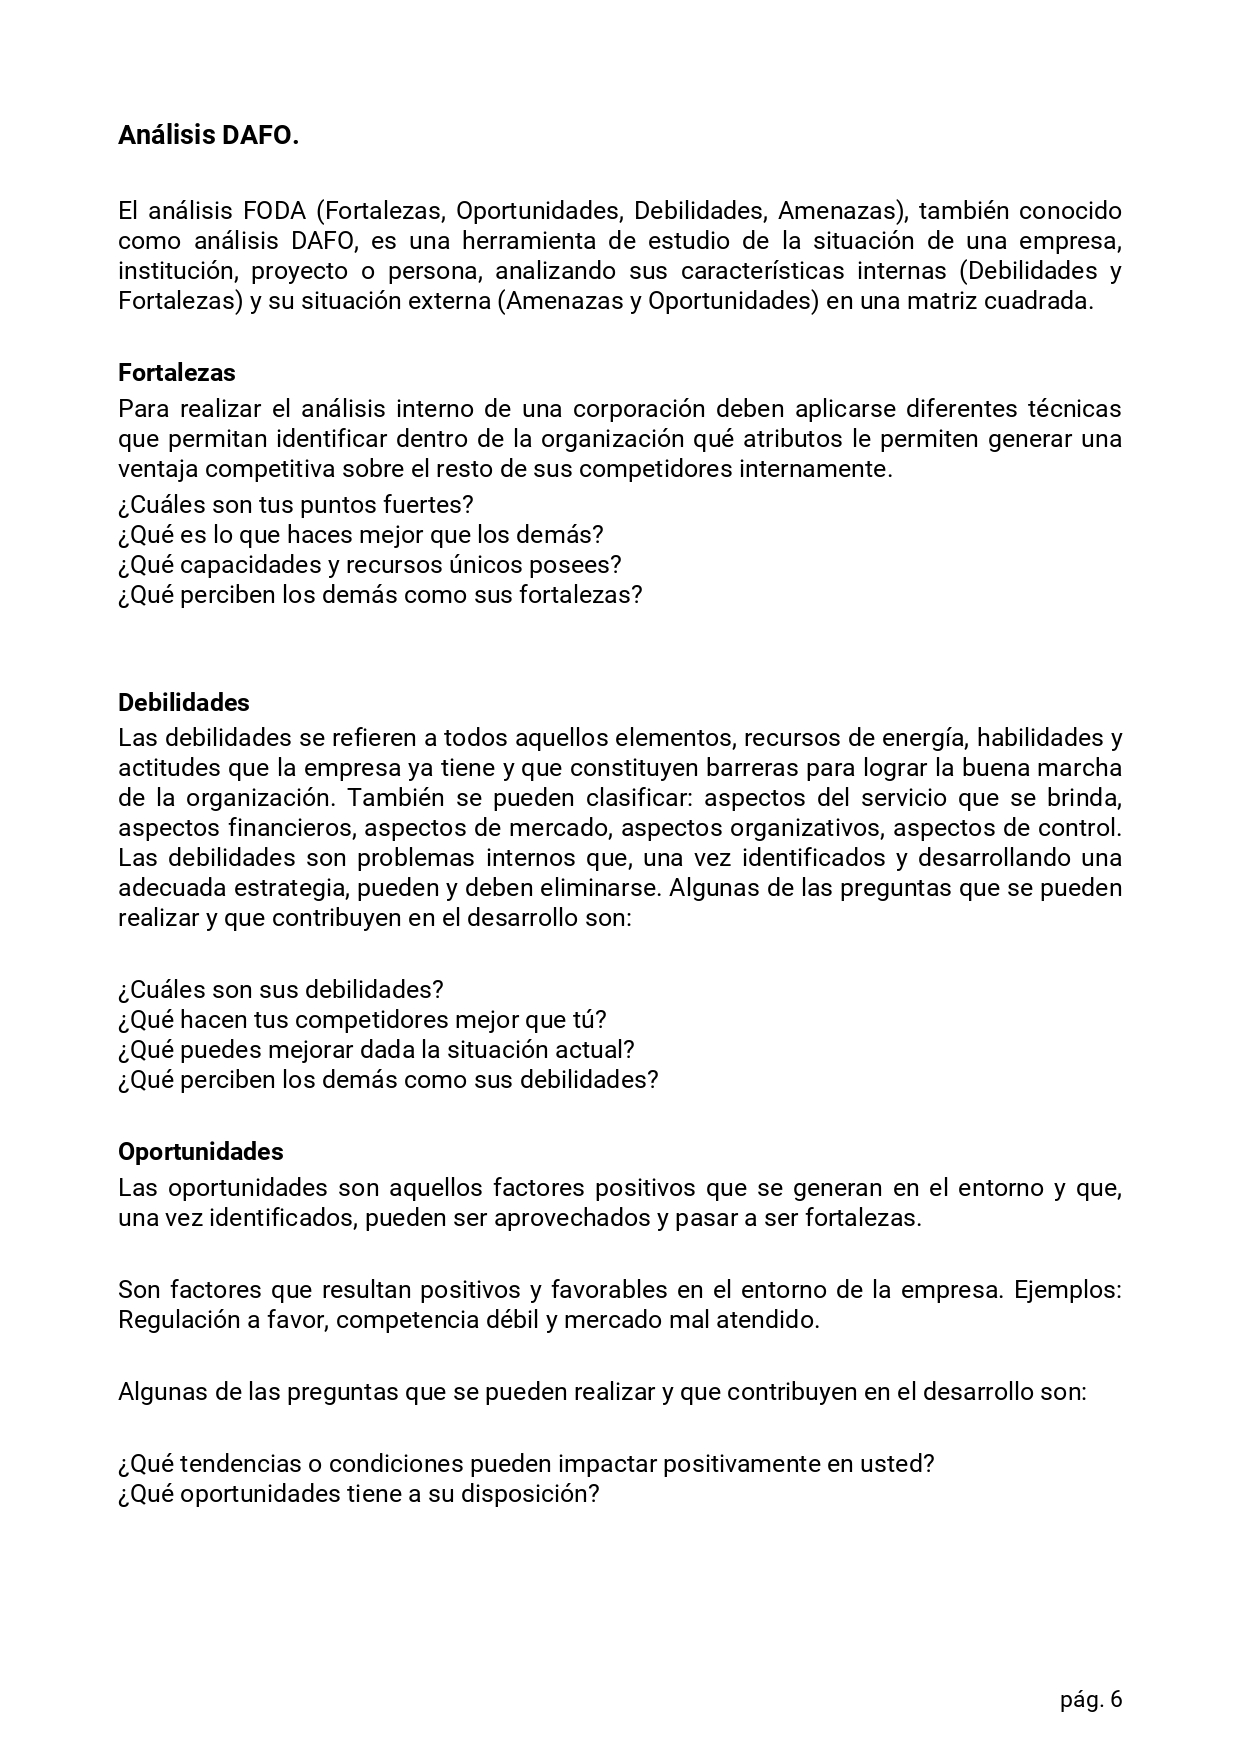 Análisis DAFO.
El análisis FODA (Fortalezas, Oportunidades, Debilidades, Amenazas), también conocido
como análisis DAFO, es una herramienta de estudio de la situación de una empresa,
institución, proyecto o persona, analizando sus características internas (Debilidades y
Fortalezas) y su situación externa (Amenazas y Oportunidades) en una matriz cuadrada.
Fortalezas
Para realizar el análisis interno de una corporación deben aplicarse diferentes técnicas
que permitan identificar dentro de la organización qué atributos le permiten generar una
ventaja competitiva sobre el resto de sus competidores internamente.
¿Cuáles son tus puntos fuertes?
¿Qué es lo que haces mejor que los demás?
¿Qué capacidades y recursos únicos posees?
¿Qué perciben los demás como sus fortalezas?
Debilidades
Las debilidades se refieren a todos aquellos elementos, recursos de energía, habilidades y
actitudes que la empresa ya tiene y que constituyen barreras para lograr la buena marcha
de la organización. También se pueden clasificar: aspectos del servicio que se brinda,
aspectos financieros, aspectos de mercado, aspectos organizativos, aspectos de control.
Las debilidades son problemas internos que, una vez identificados y desarrollando una
adecuada estrategia, pueden y deben eliminarse. Algunas de las preguntas que se pueden
realizar y que contribuyen en el desarrollo son:
¿Cuáles son sus debilidades?
¿Qué hacen tus competidores mejor que tú?
¿Qué puedes mejorar dada la situación actual?
¿Qué perciben los demás como sus debilidades?
Oportunidades
Las oportunidades son aquellos factores positivos que se generan en el entorno y que,
una vez identificados, pueden ser aprovechados y pasar a ser fortalezas.
Son factores que resultan positivos y favorables en el entorno de la empresa. Ejemplos:
Regulación a favor, competencia débil y mercado mal atendido.
Algunas de las preguntas que se pueden realizar y que contribuyen en el desarrollo son:
¿Qué tendencias o condiciones pueden impactar positivamente en usted?
¿Qué oportunidades tiene a su disposición?
pág. 6